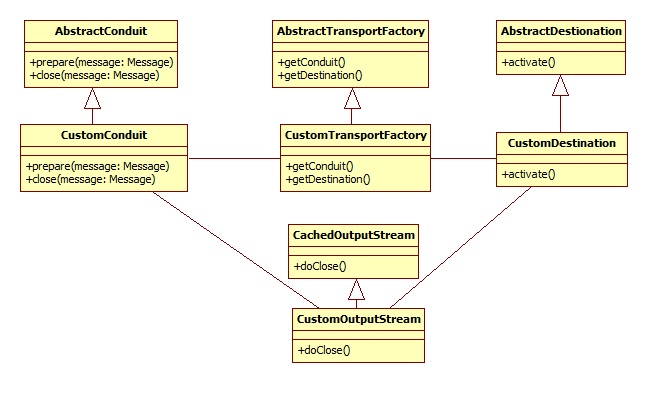 AbstractConduit
+prepare(message: Message)
+close(message: Message)
AbstractTransportFactory
+getConduit()
+getDestination()
AbstractDestionation
+activate()
CustomConduit
+prepare(message: Message)
+close(message: Message)
CustomTransportFactory
+getConduit()
+getDestination()
CustomDestination
+activate()
CachedOutputStream
+doClose()
CustomOutputStream
+doClose()